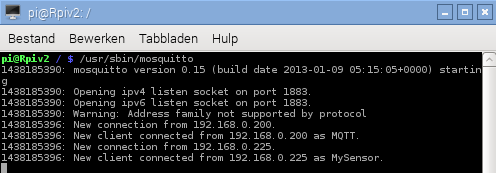 pi@Rpiv2: /
Bestand Bewerken Tabbladen Hulp
pi@Rpiv2 / $ /usr/sbin/mosquitto
1438185390: mosquitto version 0.15 (build date 2013-01-09 05:15:05+0000) startin
g
1438185390: Opening ipv4 listen socket on port 1883.
1438185390: Opening ipv6 listen socket on port 1883.
1438185390: Warning: Address family not supported by protocol
1438185396: New connection from 192.168.0.200.
1438185396: New client connected from 192.168.0.200 as MQTT.
1438185396: New connection from 192.168.0.225.
1438185396: New client connected from 192.168.0.225 as MySensor.